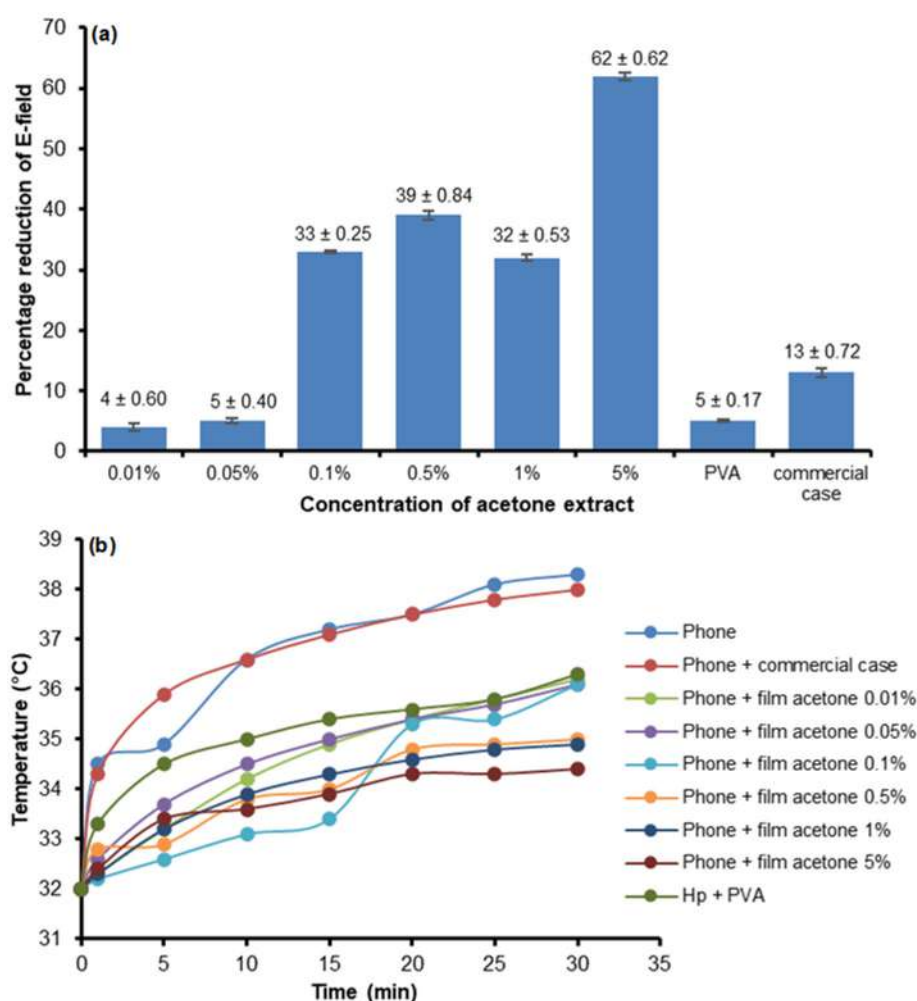 (a)
Percentage reduction of E-field
70
60
50
40
30
20
10
0
4 ± 0.60
5 ± 0.40
33 ± 0.25
39 ± 0.84
32 ± 0.53
62 ± 0.62
5 ± 0.17
13 ± 0.72
0.01%
0.05%
0.1%
0.5%
1%
5%
PVA
commercial
case
Concentration of acetone extract
(b)
Temperature (°C)
39
38
37
36
35
34
33
32
31
0
5
10
15
20
25
30
35
Time (min)
Phone
Phone + commercial case
Phone + film acetone 0.01%
Phone + film acetone 0.05%
Phone + film acetone 0.1%
Phone + film acetone 0.5%
Phone + film acetone 1%
Phone + film acetone 5%
Hp + PVA